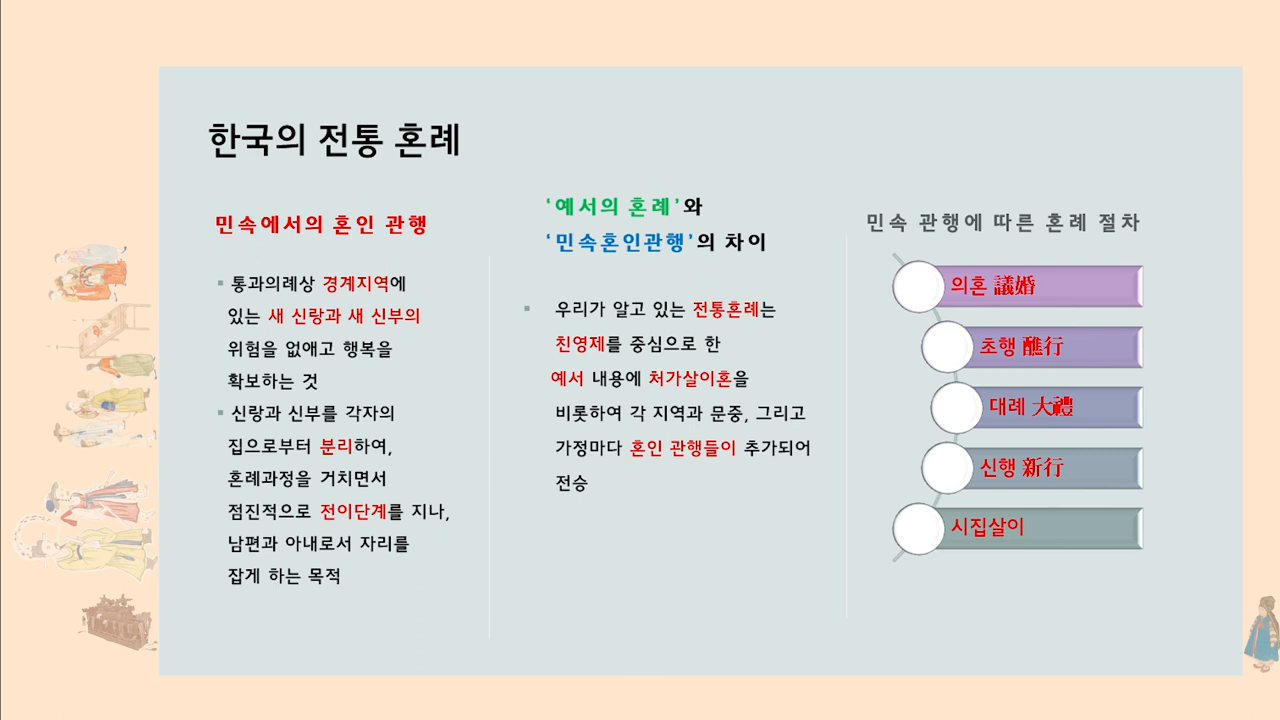 한국의 전통 혼례
민속에서의 혼인 관행
▪ 통과의례상 경계지역에
있는 새 신랑과 새 신부의
위험을 없애고 행복을
확보하는 것
▪ 신랑과 신부를 각자의
집으로부터 분리하여,
혼례과정을 거치면서
점진적으로 전이단계를 지나,
남편과 아내로서 자리를
잡게 하는 목적
‘예서의 혼례’와
‘민속혼인관행’의 차이
▪ 우리가 알고 있는 전통혼례는
친영제를 중심으로 한
예서 내용에 처가살이혼을
비롯하여 각 지역과 문중, 그리고
가정마다 혼인 관행들이 추가되어
전승
민속 관행에 따른 혼례 절차
의혼 議婚
초행 醮行
대례 大禮
신행 新行
시집살이